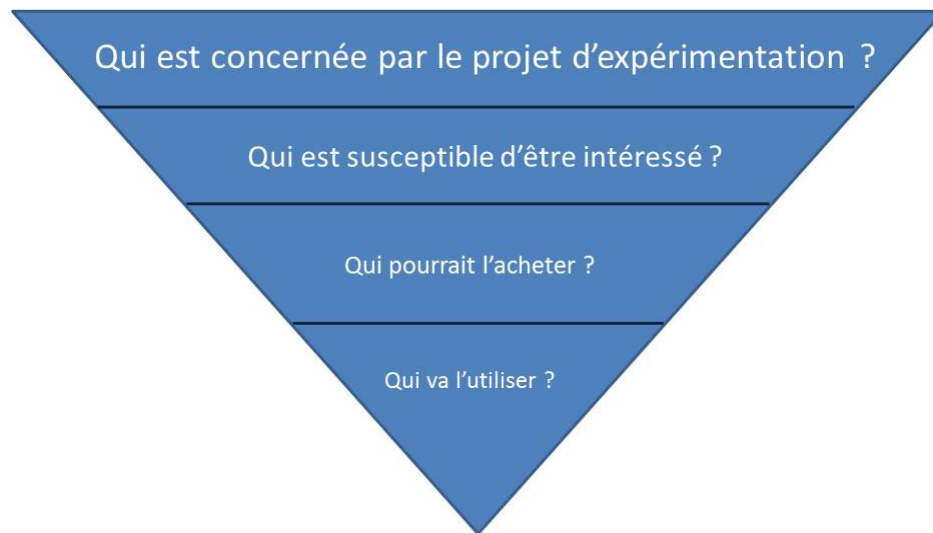 Qui est concernée par le projet d’expérimentation ?
Qui est susceptible d’être intéressé ?
Qui pourrait l’acheter ?
Qui va l’utiliser ?